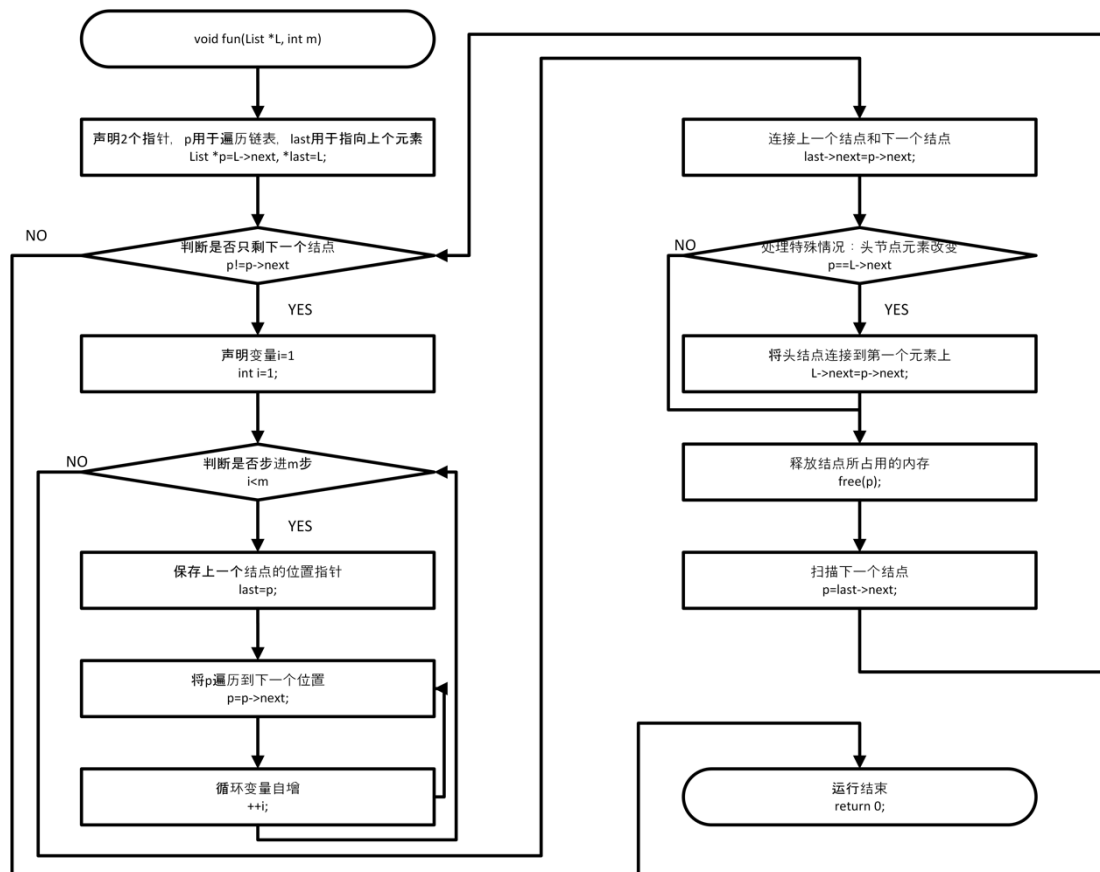 void fun(List *L, int m)
声明2个指针, p用于遍历链表, last用于指向上个元素
List *p=L->next, *last=L;
NO
判断是否只剩下一个结点
p!=p->next
YES
声明变量i=1
int i=1;
NO
判断是否步进m步
i<m
YES
保存上一个结点的位置指针
last=p;
将p遍历到下一个位置
p=p->next;
循环变量自增
++i;
连接上一个结点和下一个结点
last->next=p->next;
NO
处理特殊情况：头节点元素改变
p==L->next
YES
将头结点连接到第一个元素上
L->next=p->next;
释放结点所占用的内存
free(p);
扫描下一个结点
p=last->next;
运行结束
return 0;